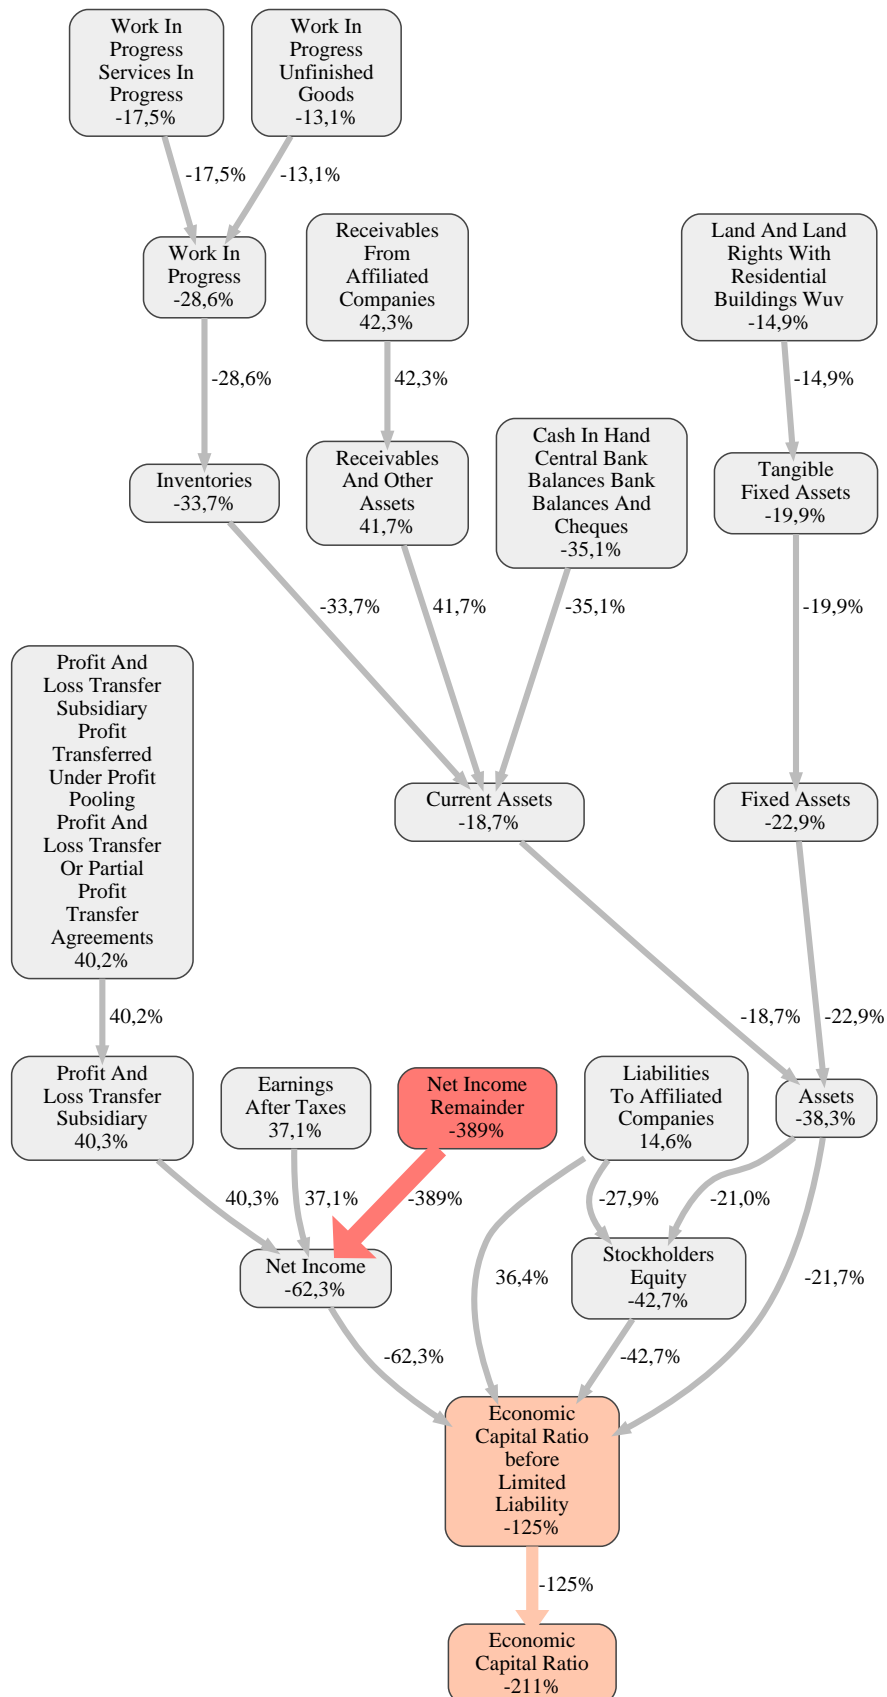 Work In
Progress
Services In
Progress
-17,5%
Work In
Progress
Unfinished
Goods
-13,1%
-17,5%
-13,1%
Work In
Progress
-28,6%
Receivables
From
Affiliated
Companies
42,3%
Land And Land
Rights With
Residential
Buildings Wuv
-14,9%
-28,6%
42,3%
-14,9%
Inventories
-33,7%
Receivables
And Other
Assets
41,7%
Cash In Hand
Central Bank
Balances Bank
Balances And
Cheques
-35,1%
Tangible
Fixed Assets
-19,9%
-33,7%
41,7%
-35,1%
-19,9%
Profit And
Loss Transfer
Subsidiary
Profit
Transferred
Under Profit
Pooling
Profit And
Loss Transfer
Or Partial
Profit
Transfer
Agreements
40,2%
Current Assets
-18,7%
Fixed Assets
-22,9%
40,2%
-18,7%
-22,9%
Profit And
Loss Transfer
Subsidiary
40,3%
Earnings
After Taxes
37,1%
Net Income
Remainder
-389%
Liabilities
To Affiliated
Companies
14,6%
Assets
-38,3%
40,3%
37,1%
-389%
-27,9%
-21,0%
Net Income
-62,3%
36,4%
Stockholders
Equity
-42,7%
-21,7%
-62,3%
-42,7%
Economic
Capital Ratio
before
Limited
Liability
-125%
-125%
Economic
Capital Ratio
-211%